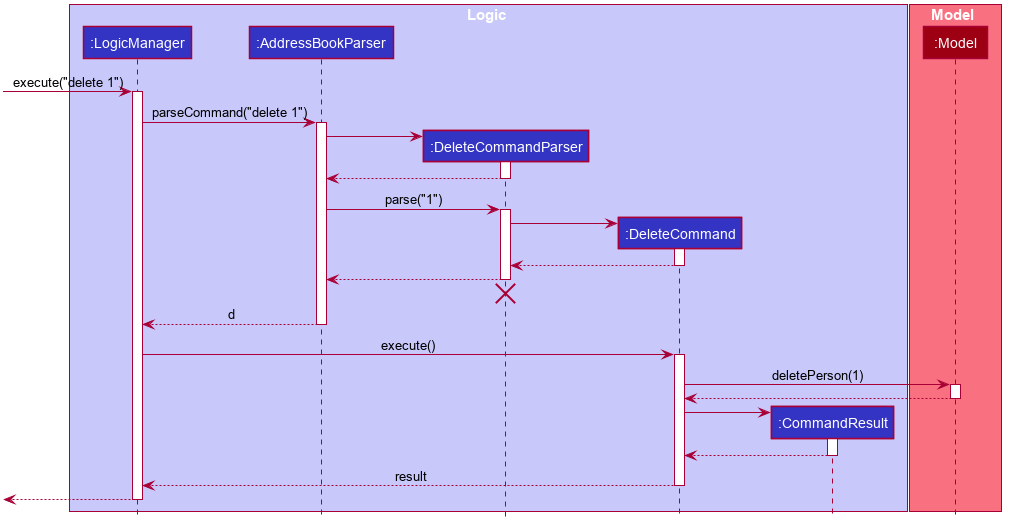 Logic
Model
:LogicManager
:AddressBookParser
:Model
execute("delete 1")
parseCommand("delete 1")
:DeleteCommandParser
parse("1")
:DeleteCommand
d
execute()
deletePerson(1)
:CommandResult
result